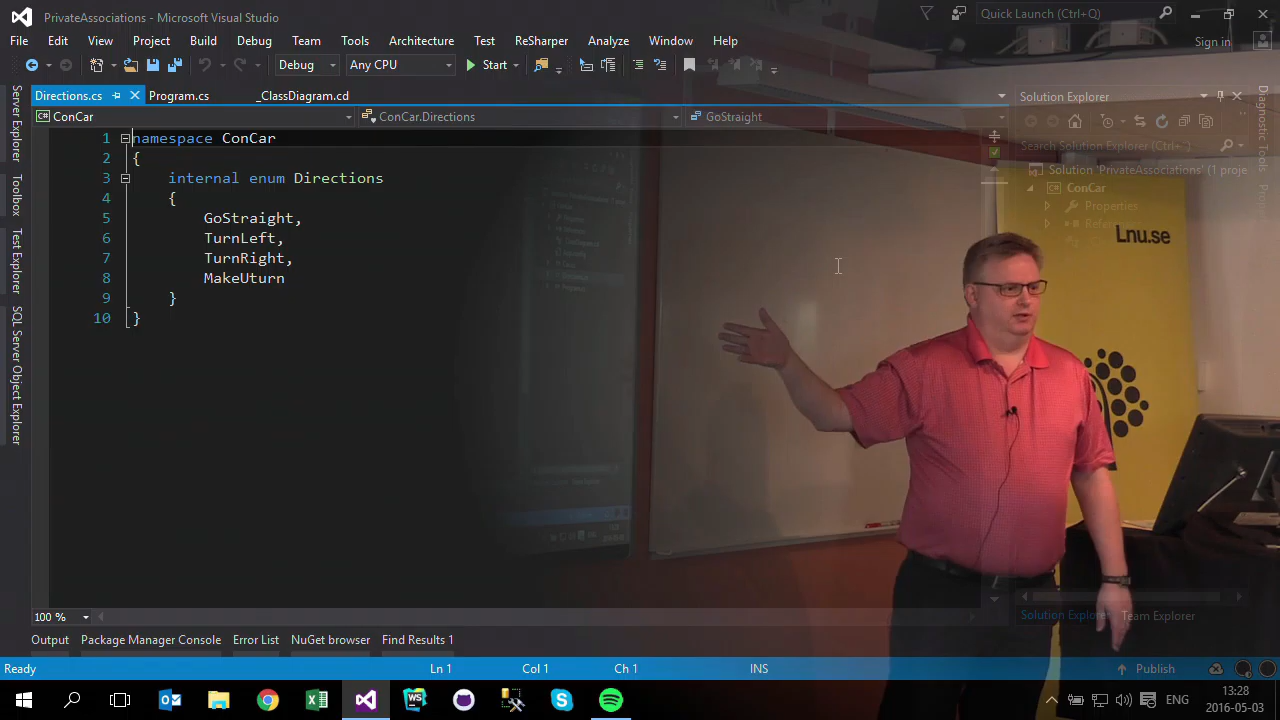 PrivateAssociations - Microsoft Visual Studio
Quick Launch (Ctrl+Q)
File Edit View Project Build Debug Team Tools Architecture Test ReSharper Analyze Window Help
Sign in
Debug Any CPU Start
Server Explorer
Toolbox
Test Explorer
SQL Server Object Explorer
Directions.cs Program.cs _ClassDiagram.cd
ConCar ConCar.Directions GoStraight
1 namespace ConCar
2 {
3 internal enum Directions
4 {
5 GoStraight,
6 TurnLeft,
7 TurnRight,
8 MakeUturn
9 }
10 }
Solution Explorer
Search Solution Explorer (Ctrl+
Solution 'PrivateAssociations' (1 proje
ConCar
Properties
Lnu.se
Diagnostic Tools
100 %
Solution Explorer Team Explorer
Output Package Manager Console Error List NuGet browser Find Results 1
Ready Ln 1 Col 1 Ch 1 INS Publish
ENG
13:28
2016-05-03